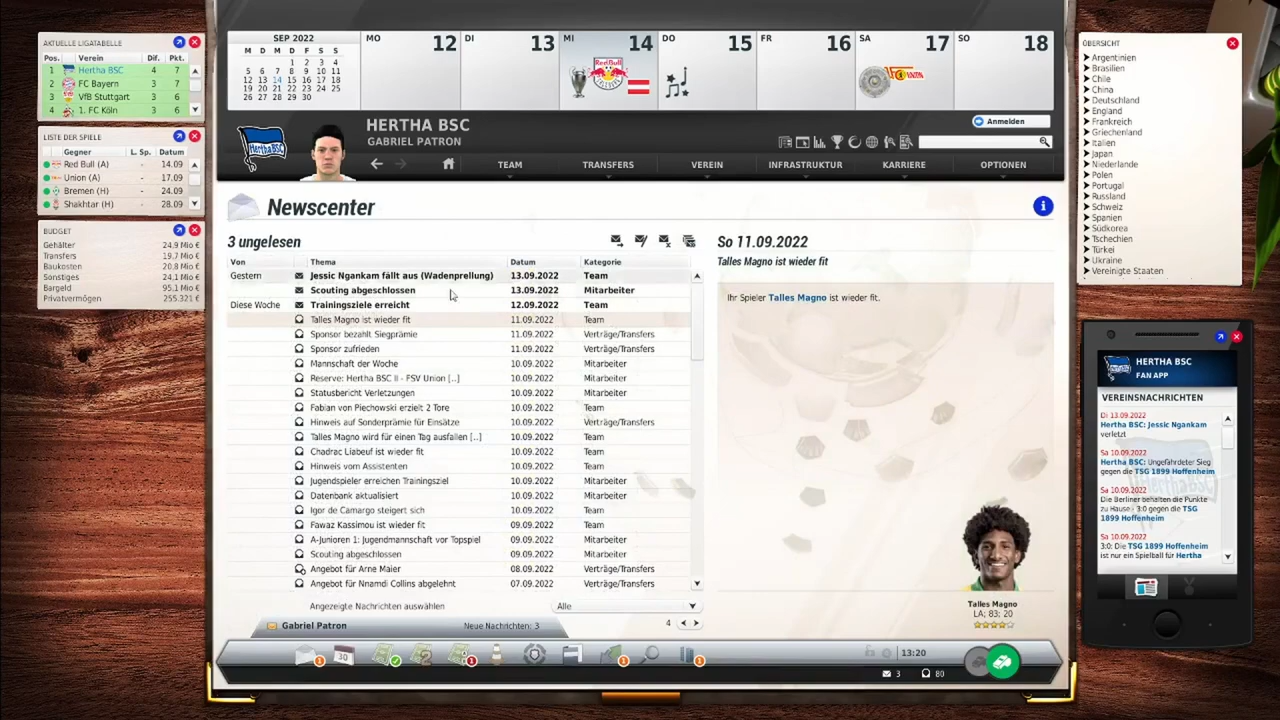 AKTUELLE LIGATABELLE
Pos. Verein Dif. Pkt.
1 Hertha BSC 4 7
2 FC Bayern 3 7
3 VfB Stuttgart 3 6
4 1. FC Köln 3 6
LISTE DER SPIELE
Gegner L. Sp. Datum
Red Bull (A) - 14.09
Union (A) - 17.09
Bremen (H) - 24.09
Shakhtar (H) - 28.09
BUDGET
Gehälter 24.9 Mio €
Transfers 19.7 Mio €
Baukosten 20.8 Mio €
Sonstiges 24,1 Mio €
Bargeld 95.1 Mio €
Privatvermögen 255.321 €
SEP 2022
M D M D F S S
1 2 3 4
5 6 7 8 9 10 11
12 13 14 15 16 17 18
19 20 21 22 23 24 25
26 27 28 29 30
MO 12
DI 13
MI 14
DO 15
FR 16
SA 17
SO 18
HERTHA BSC
GABRIEL PATRON
Anmelden
TEAM TRANSFERS VEREIN INFRASTRUKTUR KARRIERE OPTIONEN
Newscenter
3 ungelesen
Von Thema Datum Kategorie
Gestern Jessic Ngankam fällt aus (Wadenprellung) 13.09.2022 Team
Scouting abgeschlossen 13.09.2022 Mitarbeiter
Diese Woche Trainingsziele erreicht 12.09.2022 Team
Talles Magno ist wieder fit 11.09.2022 Team
Sponsor bezahlt Siegprämie 11.09.2022 Verträge/Transfers
Sponsor zufrieden 11.09.2022 Verträge/Transfers
Mannschaft der Woche 10.09.2022 Mitarbeiter
Reserve: Hertha BSC II - FSV Union [..] 10.09.2022 Mitarbeiter
Statusbericht Verletzungen 10.09.2022 Mitarbeiter
Fabian von Piechowski erzielt 2 Tore 10.09.2022 Team
Hinweis auf Sonderprämie für Einsätze 10.09.2022 Verträge/Transfers
Talles Magno wird für einen Tag ausfallen [..] 10.09.2022 Team
Chadrac Liabeuf ist wieder fit 10.09.2022 Team
Hinweis vom Assistenten 10.09.2022 Team
Jugendspieler erreichen Trainingsziel 10.09.2022 Mitarbeiter
Datenbank aktualisiert 10.09.2022 Mitarbeiter
Igor de Camargo steigert sich 10.09.2022 Team
Fawaz Kassimou ist wieder fit 09.09.2022 Team
A-Junioren 1: Jugendmannschaft vor Topspiel 09.09.2022 Mitarbeiter
Scouting abgeschlossen 09.09.2022 Mitarbeiter
Angebot für Arne Maier 08.09.2022 Verträge/Transfers
Angebot für Nnamdi Collins abgelehnt 07.09.2022 Verträge/Transfers
Angezeigte Nachrichten auswählen Alle
Gabriel Patron Neue Nachrichten: 3
4
So 11.09.2022
Talles Magno ist wieder fit
Ihr Spieler Talles Magno ist wieder fit.
Talles Magno
LA; 83; 20
1 30 2 1 1 1
13:20
3 80
ÜBERSICHT
Argentinien
Brasilien
Chile
China
Deutschland
England
Frankreich
Griechenland
Italien
Japan
Niederlande
Polen
Portugal
Russland
Schweiz
Spanien
Südkorea
Tschechien
Türkei
Ukraine
Vereinigte Staaten
HERTHA BSC
FAN APP
VEREINSNACHRICHTEN
Di 13.09.2022
Hertha BSC: Jessic Ngankam
verletzt
Sa 10.09.2022
Hertha BSC: Ungefährdeter Sieg
gegen die TSG 1899 Hoffenheim
Sa 10.09.2022
Die Berliner behalten die Punkte
zu Hause - 3:0 gegen die TSG
1899 Hoffenheim
Sa 10.09.2022
3:0: Die TSG 1899 Hoffenheim
ist nur ein Spielball für Hertha